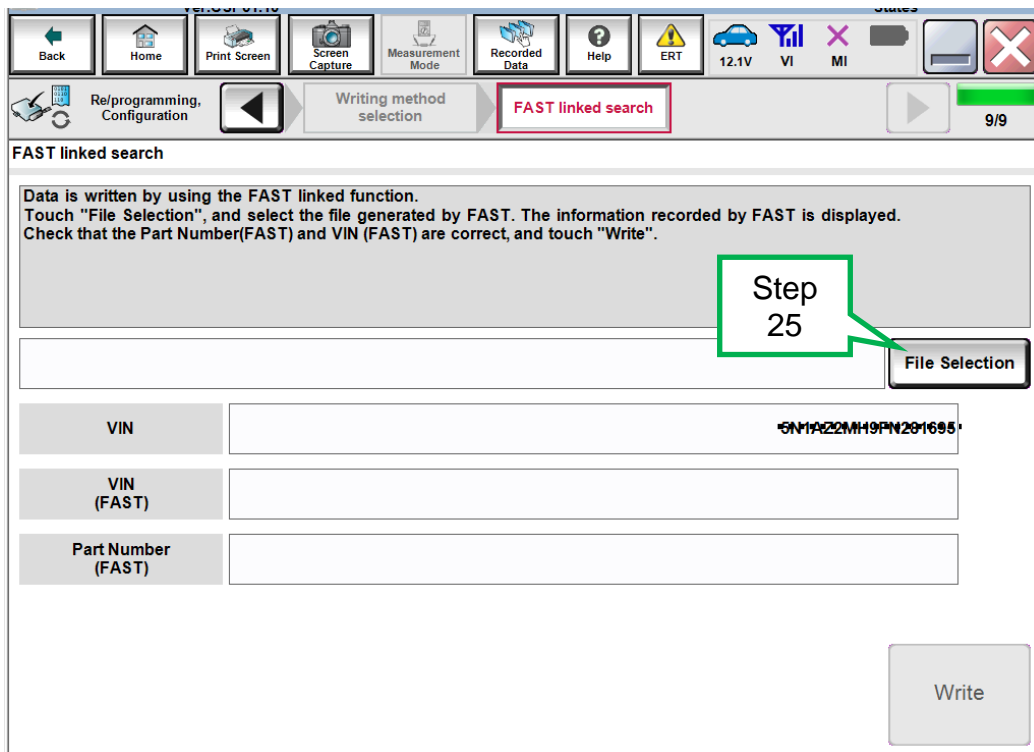 Back
Home
Print Screen
Screen
Capture
Measurement
Mode
Recorded
Data
Help
ERT
12.1V
VI
MI
Re/programming,
Configuration
Writing method
selection
FAST linked search
9/9
FAST linked search
Data is written by using the FAST linked function.
Touch "File Selection", and select the file generated by FAST. The information recorded by FAST is displayed.
Check that the Part Number(FAST) and VIN (FAST) are correct, and touch "Write".
Step
25
File Selection
VIN
VIN
(FAST)
Part Number
(FAST)
Write